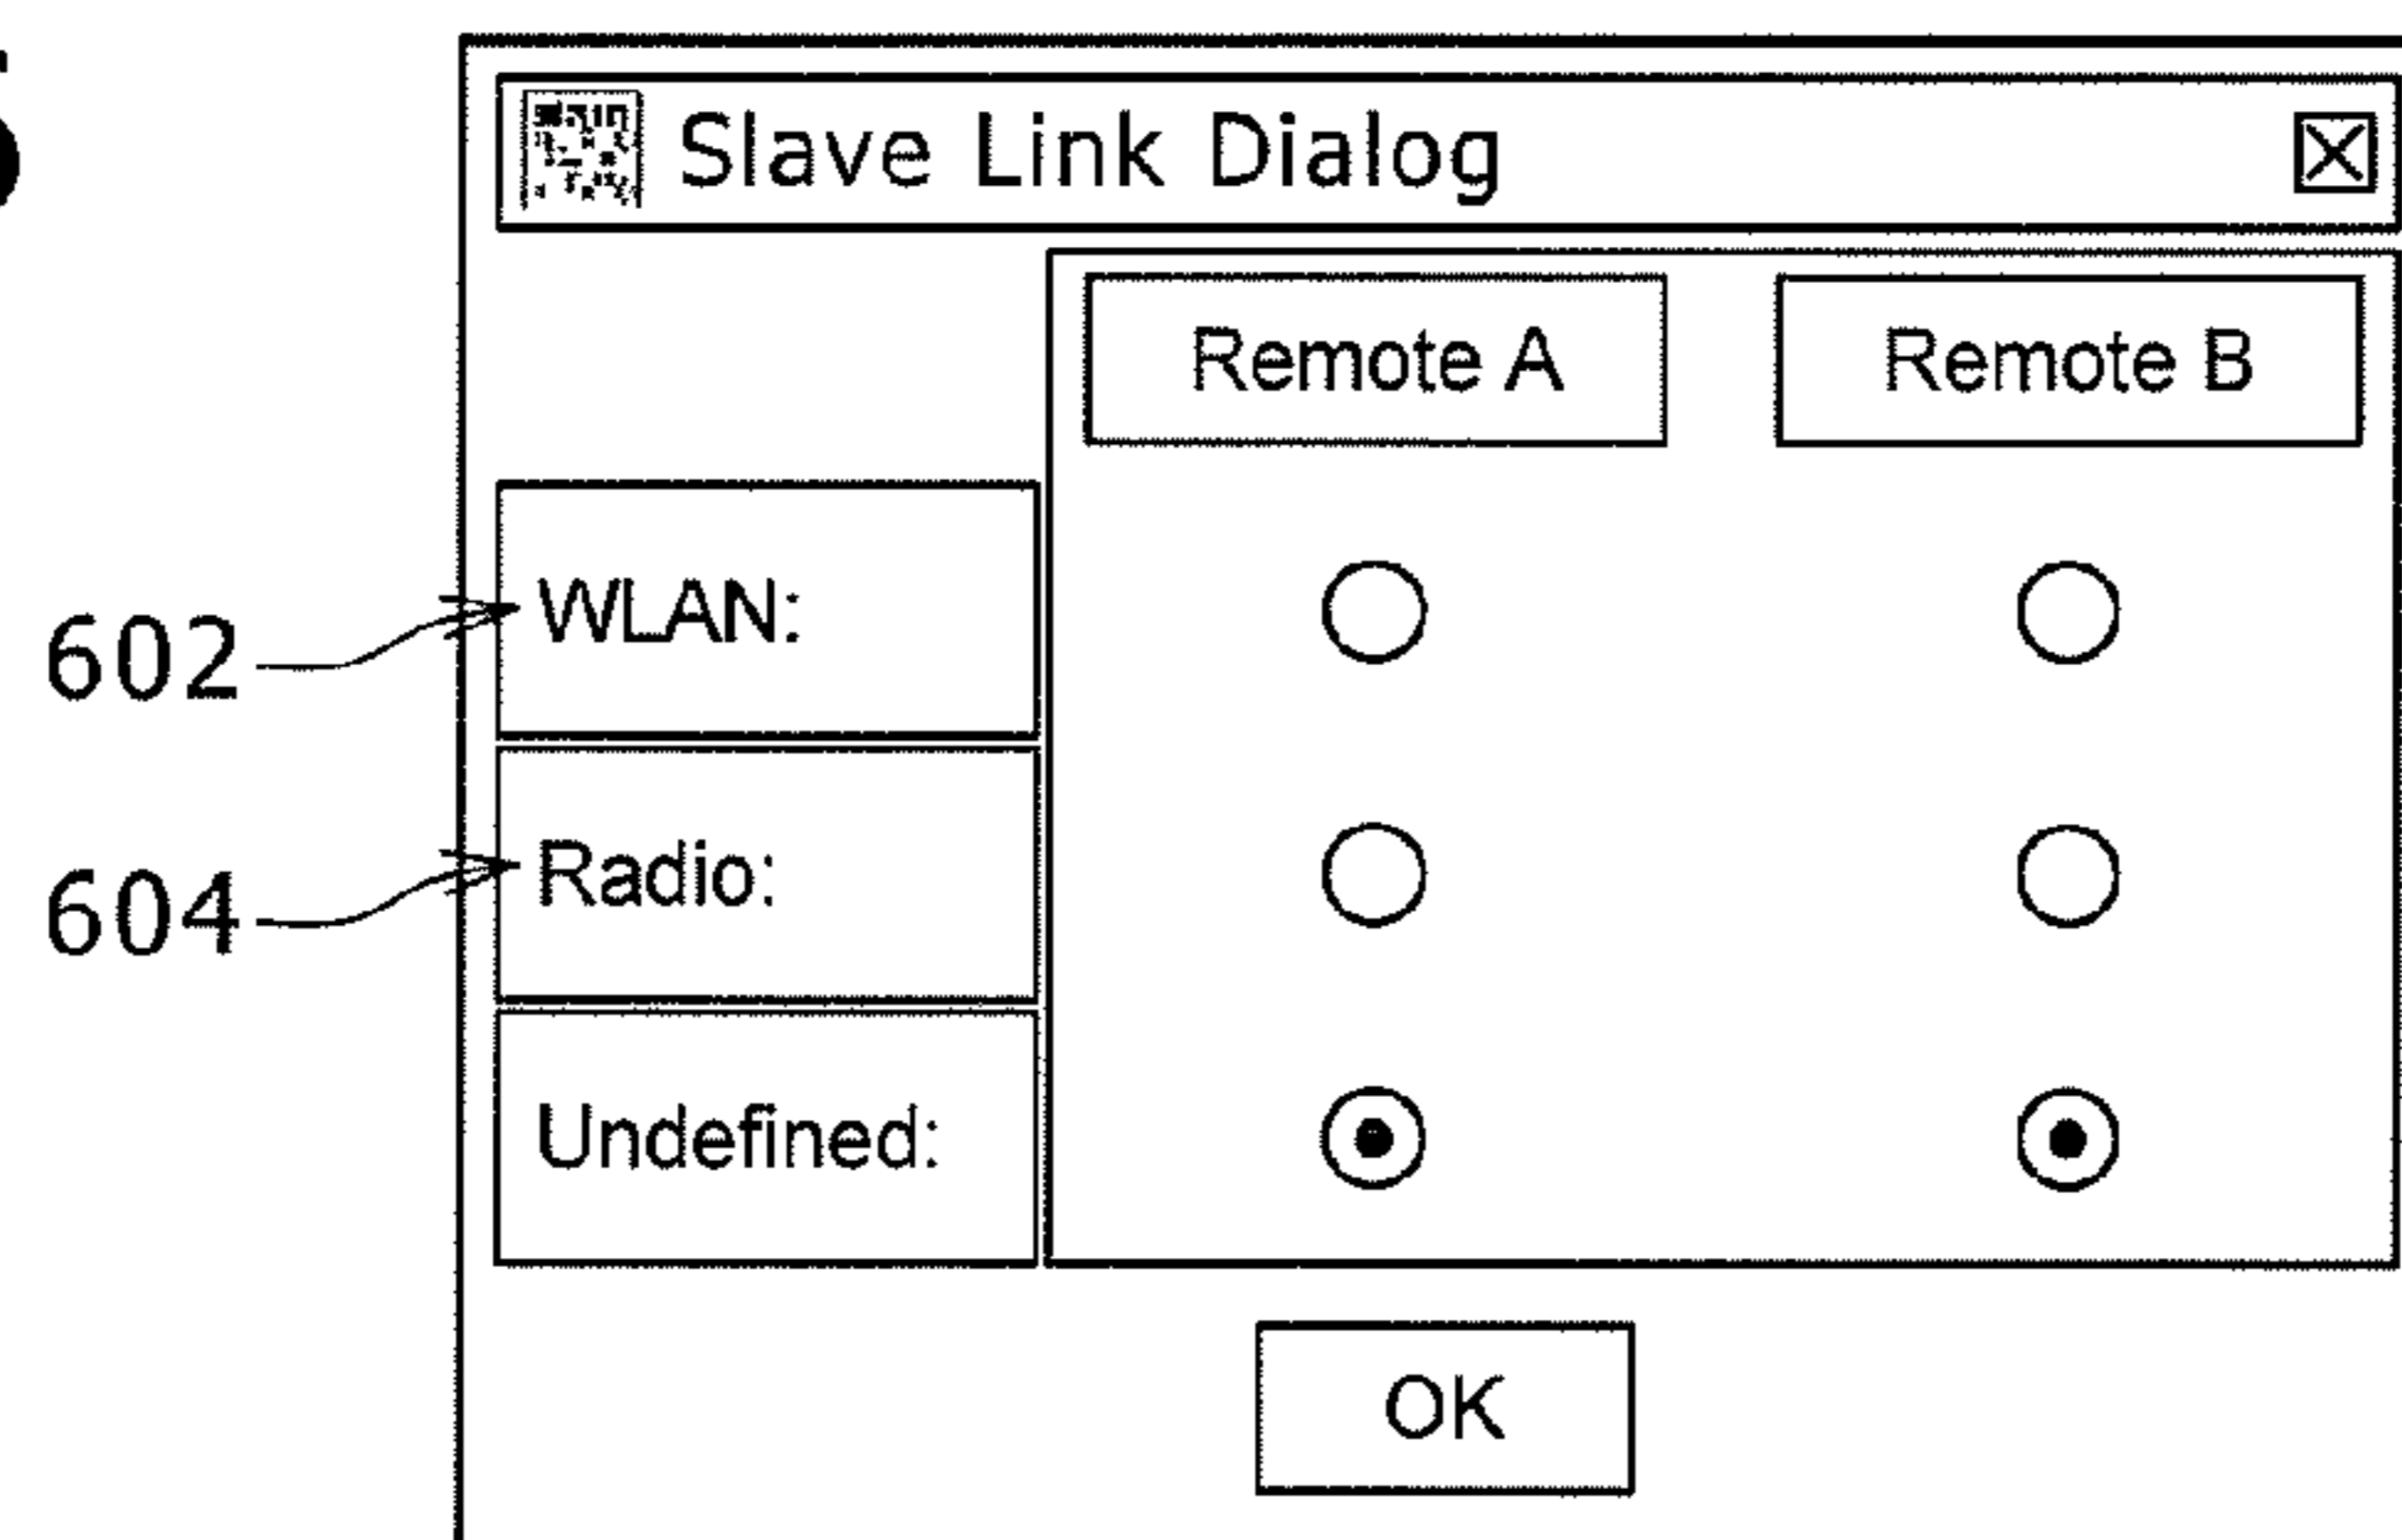 Slave Link Dialog
Remote A Remote B
602 WLAN:
604 Radio:
Undefined:
OK